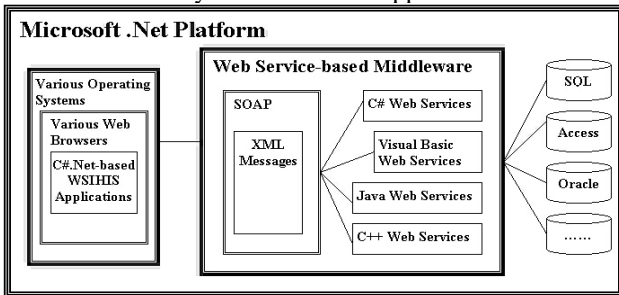 Microsoft .Net Platform
Various Operating
Systems
Various Web
Browsers
C#.Net-based
WSIHIS
Applications
Web Service-based Middleware
SOAP
XML
Messages
C# Web Services
Visual Basic
Web Services
Java Web Services
C++ Web Services
SQL
Access
Oracle
......